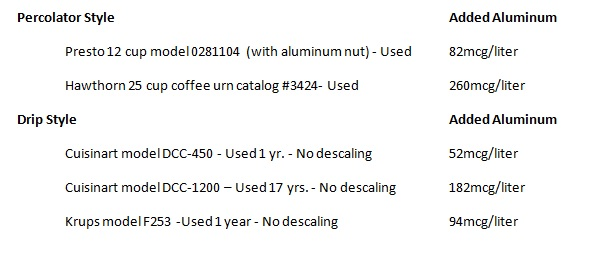 Percolator Style Added Aluminum
Presto 12 cup model 0281104 (with aluminum nut) - Used 82mcg/liter
Hawthorn 25 cup coffee urn catalog #3424- Used 260mcg/liter
Drip Style Added Aluminum
Cuisinart model DCC-450 - Used 1 yr. - No descaling 52mcg/liter
Cuisinart model DCC-1200 – Used 17 yrs. - No descaling 182mcg/liter
Krups model F253 -Used 1 year - No descaling 94mcg/liter